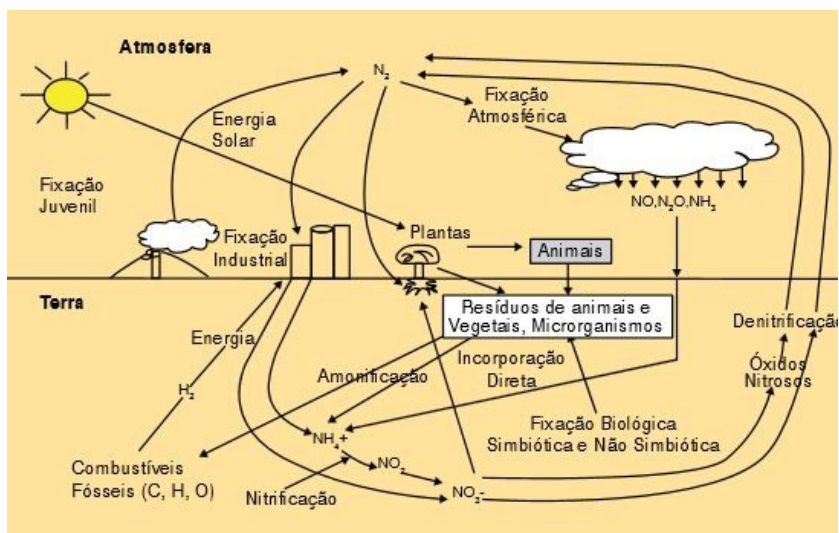 Atmosfera
N₂
Fixação
Atmosférica
Energia
Solar
Fixação
Juvenil
NO,N₂O,NH₃
Fixação
Industrial
Plantas
Animais
Terra
Resíduos de animais e
Vegetais, Microrganismos
Denitrificação
Energia
Incorporação
Direta
Óxidos
Nitrosos
Amonificação
H₂
Fixação Biológica
Simbiótica e Não Simbiótica
NH₄+
Combustíveis
Fósseis (C, H, O)
NO₂
Nitrificação
NO₂-